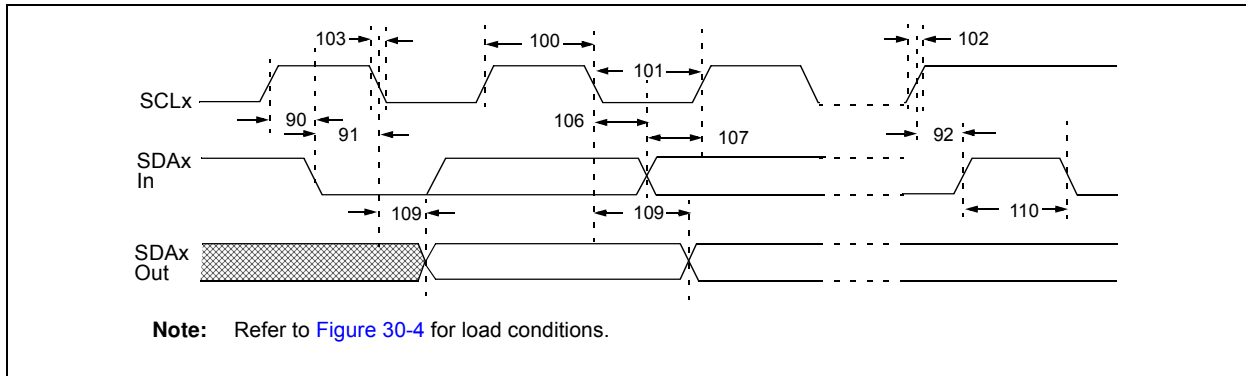 103 100 101 102
SCLx
90 91 106 107 92
SDAx
In
109 109 110
SDAx
Out
Note: Refer to Figure 30-4 for load conditions.